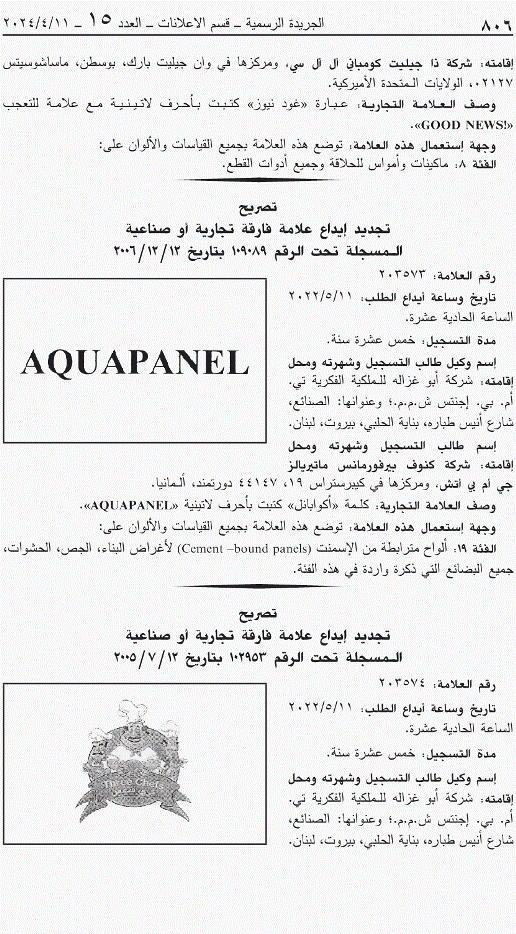 ٨٠٦ الجريدة الرسمية ــ قسم الاعلانات ــ العدد ١٥ ــ ٢٠٢٤/٤/١١
إقامته: شركة ذا جيليت كومباني آل آل سي، ومركزها في وان جيليت بارك، بوسطن، ماساشوسيتس
٠٢١٢٧، الولايات المتحدة الأميركية.
وصف العلامة التجارية: عبارة «غود نيوز» كتبت بأحرف لاتينية مع علامة للتعجب
«GOOD NEWS!».
وجهة إستعمال هذه العلامة: توضع هذه العلامة بجميع القياسات والألوان على:
الفئة ٨: ماكينات وأمواس للحلاقة وجميع أدوات القطع.
تصريح
تجديد إيداع علامة فارقة تجارية أو صناعية
المسجلة تحت الرقم ١٠٩٠٨٩ بتاريخ ٢٠٠٦/١٢/١٢
رقم العلامة: ٢٠٣٥٧٣
تاريخ وساعة أيداع الطلب: ٢٠٢٢/٥/١١
الساعة الحادية عشرة.
مدة التسجيل: خمس عشرة سنة.
AQUAPANEL
إسم وكيل طالب التسجيل وشهرته ومحل
إقامته: شركة أبو غزاله للملكية الفكرية تي.
أم. بي. إجنتس ش.م.م.؛ وعنوانها: الصنائع،
شارع أنيس طباره، بناية الحلبي، بيروت، لبنان.
إسم طالب التسجيل وشهرته ومحل
إقامته: شركة كنوف بيرفورمانس ماتيريالز
جي أم بي اتش، ومركزها في كيبرستراس ١٩، ٤٤١٤٧ دورتمند، ألمانيا.
وصف العلامة التجارية: كلمة «أكوابانل» كتبت بأحرف لاتينية «AQUAPANEL».
وجهة إستعمال هذه العلامة: توضع هذه العلامة بجميع القياسات والألوان على:
الفئة ١٩: ألواح مترابطة من الإسمنت (Cement –bound panels) لأغراض البناء، الجص، الحشوات،
جميع البضائع التي ذكرة واردة في هذه الفئة.
تصريح
تجديد إيداع علامة فارقة تجارية أو صناعية
المسجلة تحت الرقم ١٠٢٩٥٣ بتاريخ ٢٠٠٥/٧/١٢
رقم العلامة: ٢٠٣٥٧٤
تاريخ وساعة أيداع الطلب: ٢٠٢٢/٥/١١
الساعة الحادية عشرة.
مدة التسجيل: خمس عشرة سنة.
إسم وكيل طالب التسجيل وشهرته ومحل
إقامته: شركة أبو غزاله للملكية الفكرية تي.
أم. بي. إجنتس ش.م.م.؛ وعنوانها: الصنائع،
شارع أنيس طباره، بناية الحلبي، بيروت، لبنان.